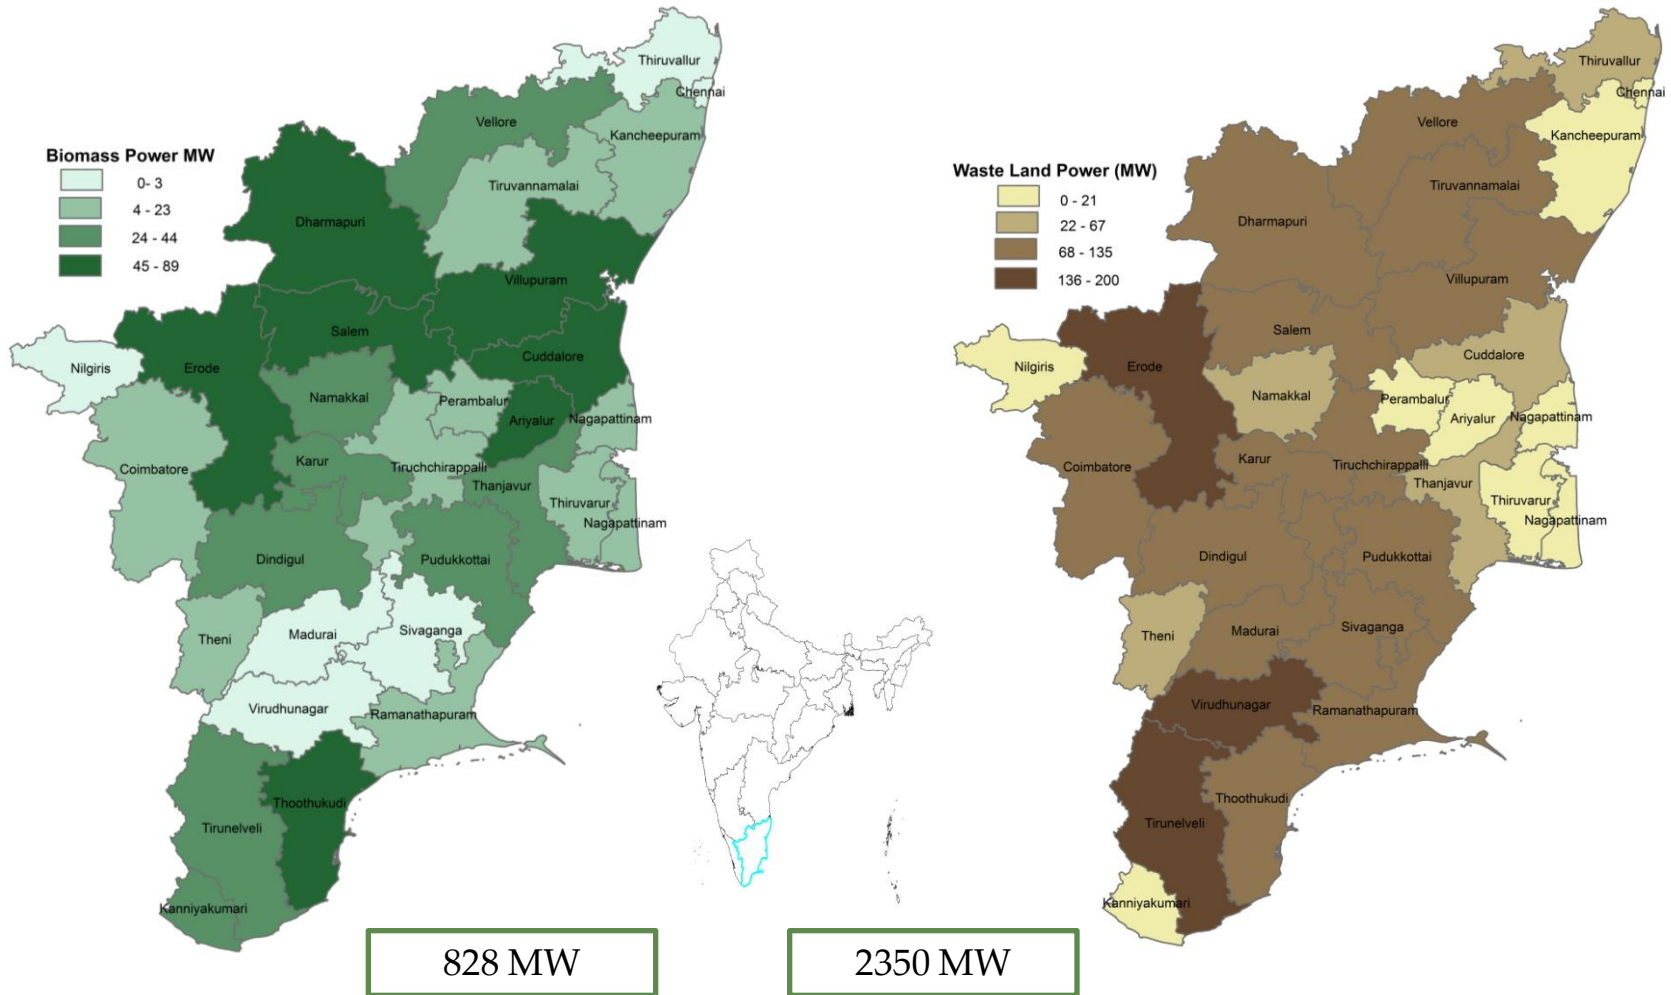 Biomass Power MW
0- 3
4 - 23
24 - 44
45 - 89
Thiruvallur
Chennai
Vellore
Kancheepuram
Tiruvannamalai
Dharmapuri
Villupuram
Salem
Cuddalore
Nilgiris
Erode
Namakkal
Perambalur
Ariyalur
Nagapattinam
Coimbatore
Karur
Tiruchchirappalli
Thanjavur
Thiruvarur
Nagapattinam
Dindigul
Pudukkottai
Theni
Madurai
Sivaganga
Virudhunagar
Ramanathapuram
Thoothukudi
Tirunelveli
Kanniyakumari
828 MW
Waste Land Power (MW)
0 - 21
22 - 67
68 - 135
136 - 200
Thiruvallur
Chennai
Vellore
Kancheepuram
Tiruvannamalai
Dharmapuri
Villupuram
Salem
Cuddalore
Nilgiris
Erode
Namakkal
Perambalur
Ariyalur
Nagapattinam
Coimbatore
Karur
Tiruchchirappalli
Thanjavur
Thiruvarur
Nagapattinam
Dindigul
Pudukkottai
Theni
Madurai
Sivaganga
Virudhunagar
Ramanathapuram
Thoothukudi
Tirunelveli
Kanniyakumari
2350 MW